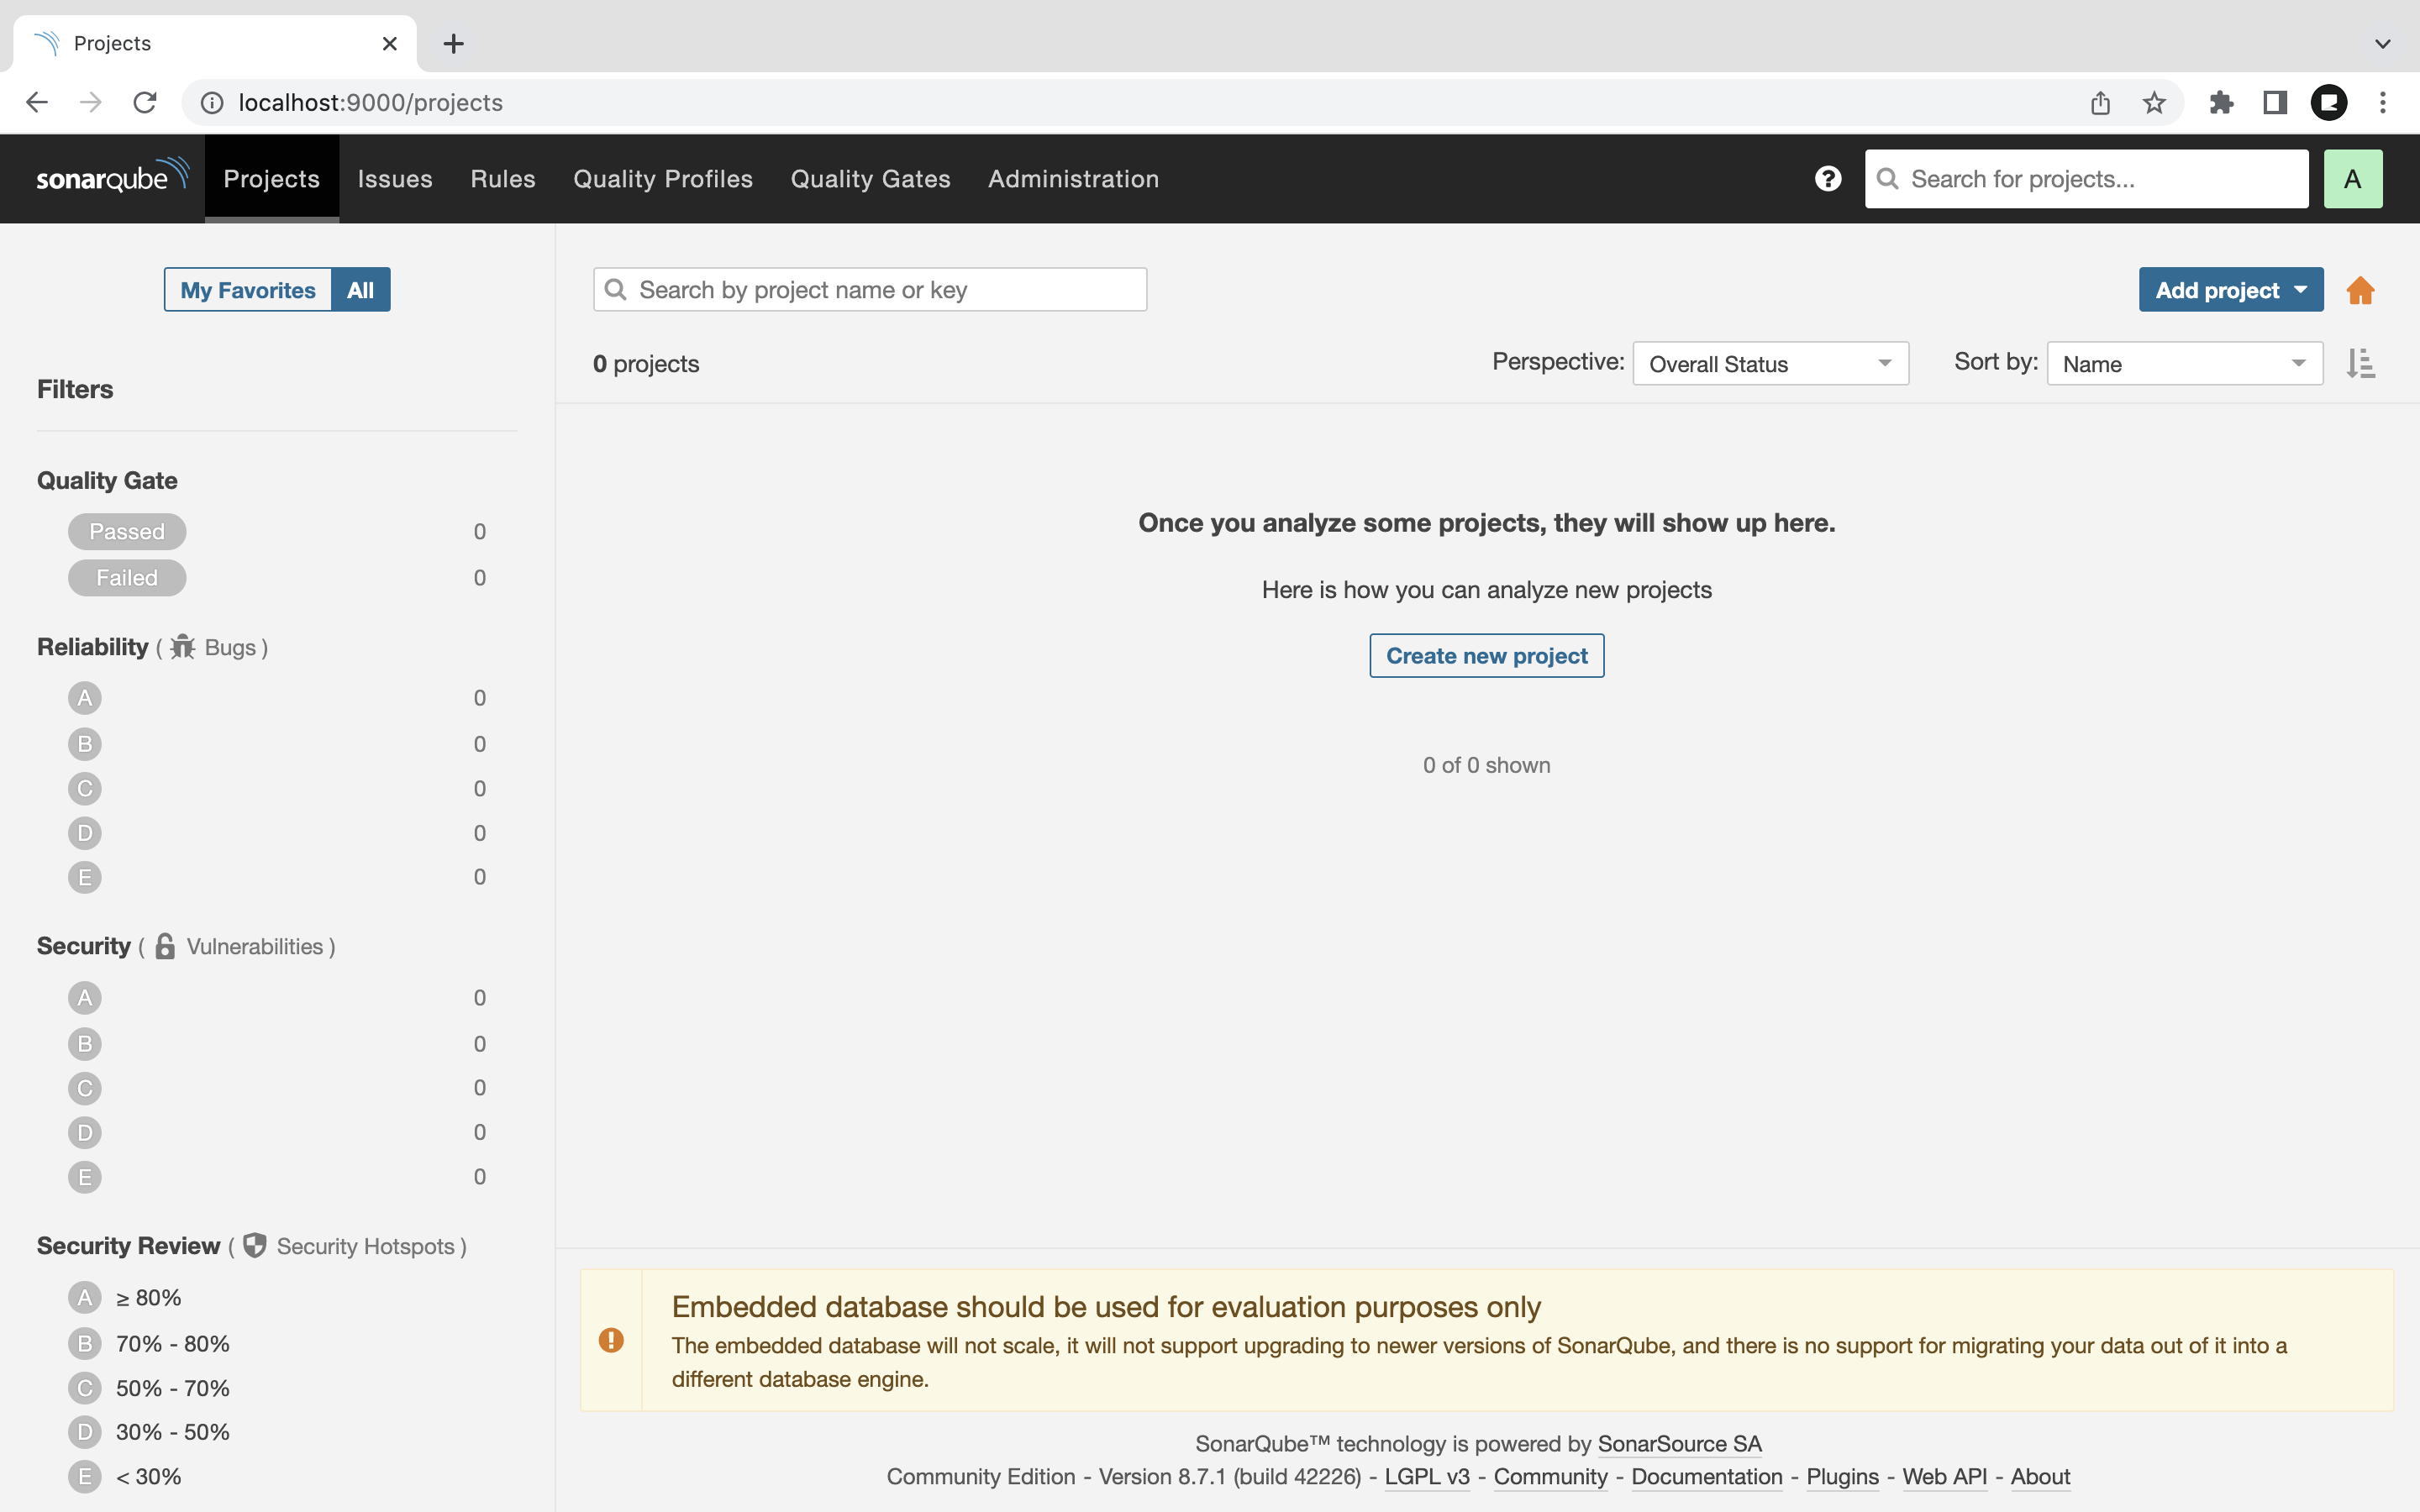 Projects
localhost:9000/projects
sonarqube Projects Issues Rules Quality Profiles Quality Gates Administration ? Search for projects... A
My Favorites All
Search by project name or key
Add project
0 projects
Perspective: Overall Status
Sort by: Name
Filters
Quality Gate
Passed 0
Failed 0
Reliability ( Bugs )
A 0
B 0
C 0
D 0
E 0
Security ( Vulnerabilities )
A 0
B 0
C 0
D 0
E 0
Security Review ( Security Hotspots )
A ≥ 80%
B 70% - 80%
C 50% - 70%
D 30% - 50%
E < 30%
Once you analyze some projects, they will show up here.
Here is how you can analyze new projects
Create new project
0 of 0 shown
Embedded database should be used for evaluation purposes only
The embedded database will not scale, it will not support upgrading to newer versions of SonarQube, and there is no support for migrating your data out of it into a
different database engine.
SonarQube™ technology is powered by SonarSource SA
Community Edition - Version 8.7.1 (build 42226) - LGPL v3 - Community - Documentation - Plugins - Web API - About